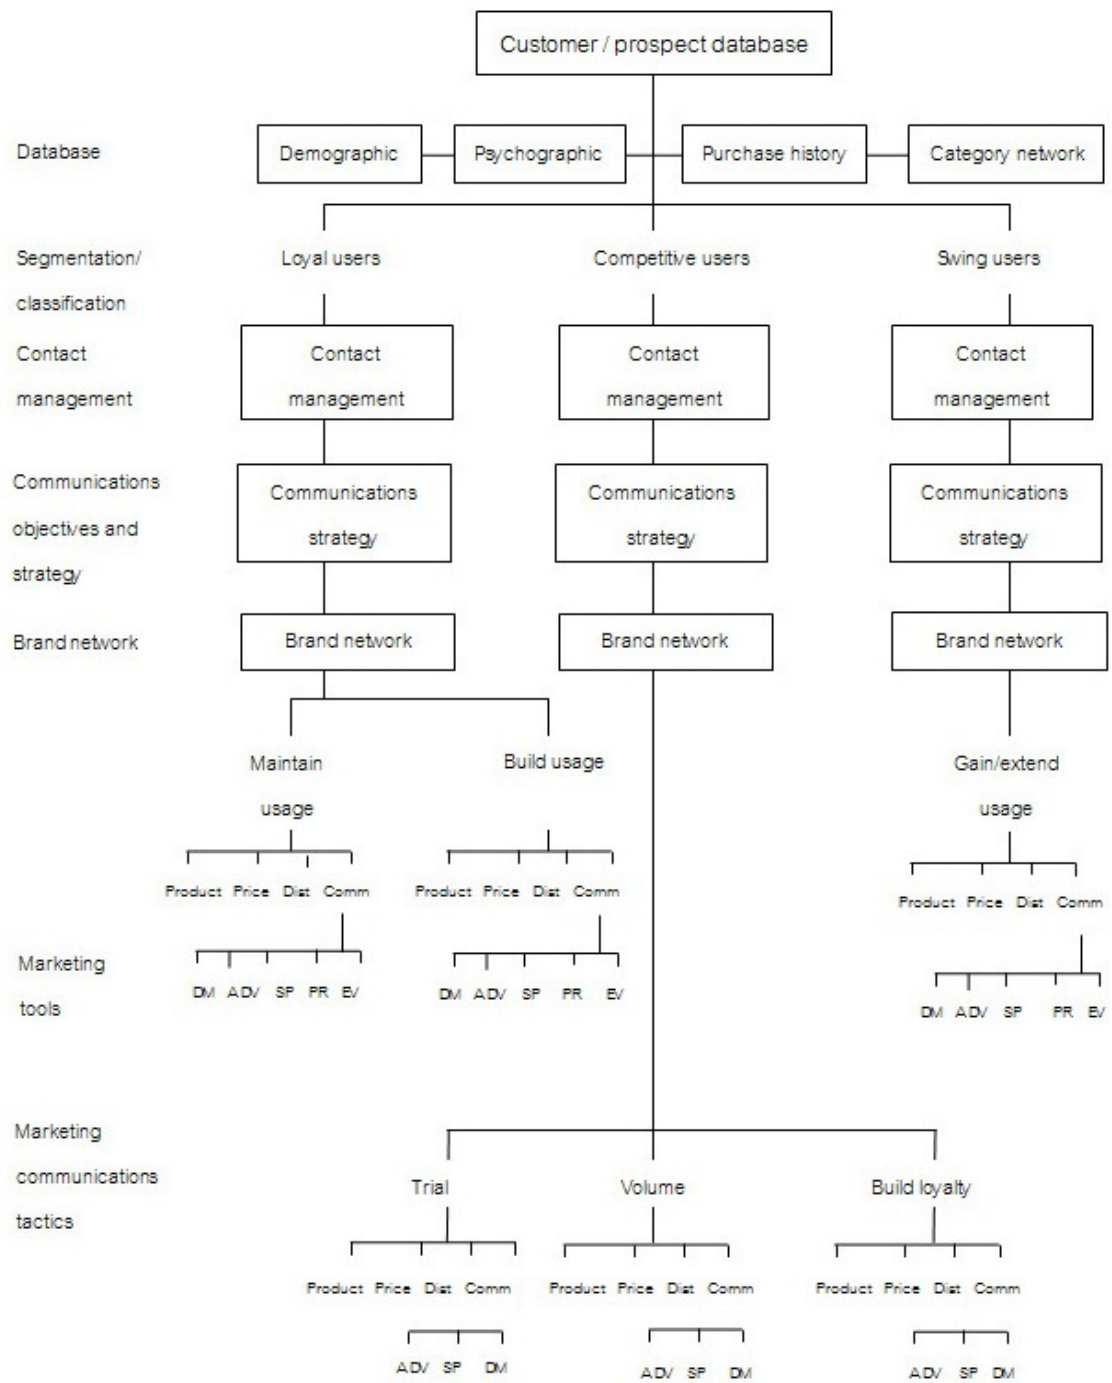 Customer / prospect database
Database
Demographic
Psychographic
Purchase history
Category network
Segmentation/
classification
Loyal users
Competitive users
Swing users
Contact
management
Contact
management
Contact
management
Contact
management
Communications
objectives and
strategy
Communications
strategy
Communications
strategy
Communications
strategy
Brand network
Brand network
Brand network
Brand network
Maintain
usage
Build usage
Gain/extend
usage
Product Price Dist Comm
Product Price Dist Comm
Product Price Dist Comm
Marketing
tools
DM ADV SP PR EV
DM ADV SP PR EV
DM ADV SP PR EV
Marketing
communications
tactics
Trial
Volume
Build loyalty
Product Price Dist Comm
Product Price Dist Comm
Product Price Dist Comm
ADV SP DM
ADV SP DM
ADV SP DM